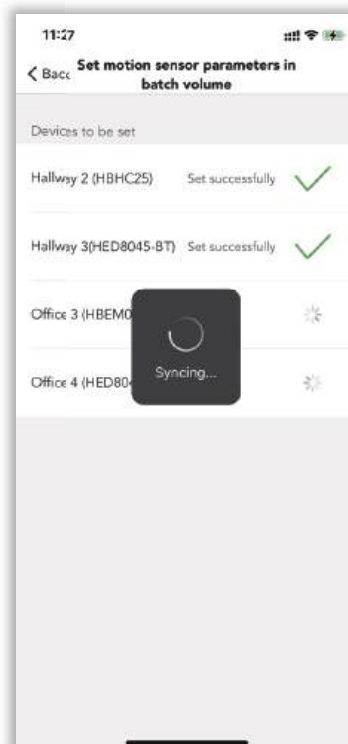 11:27
< Back Set motion sensor parameters in
batch volume
Devices to be set
Hallway 2 (HBHC25) Set successfully
Hallway 3(HED8045-BT) Set successfully
Office 3 (HBEM0
Syncing...
Office 4 (HED804